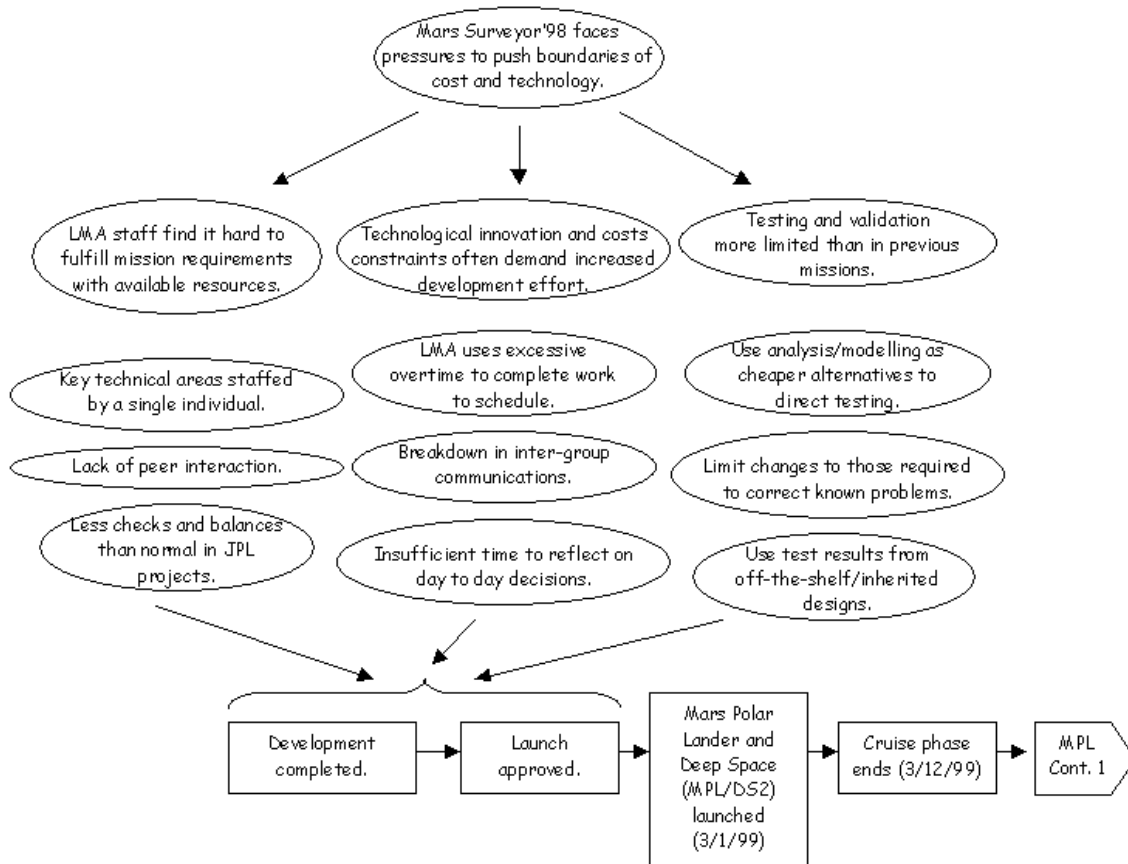 Mars Surveyor'98 faces
pressures to push boundaries of
cost and technology.
LMA staff find it hard to
fulfill mission requirements
with available resources.
Technological innovation and costs
constraints often demand increased
development effort.
Testing and validation
more limited than in previous
missions.
Key technical areas staffed
by a single individual.
LMA uses excessive
overtime to complete work
to schedule.
Use analysis/modelling as
cheaper alternatives to
direct testing.
Lack of peer interaction.
Breakdown in inter-group
communications.
Limit changes to those required
to correct known problems.
Less checks and balances
than normal in JPL
projects.
Insufficient time to reflect on
day to day decisions.
Use test results from
off-the-shelf/inherited
designs.
Development
completed.
Launch
approved.
Mars Polar
Lander and
Deep Space
(MPL/DS2)
launched
(3/1/99)
Cruise phase
ends (3/12/99)
MPL
Cont. 1